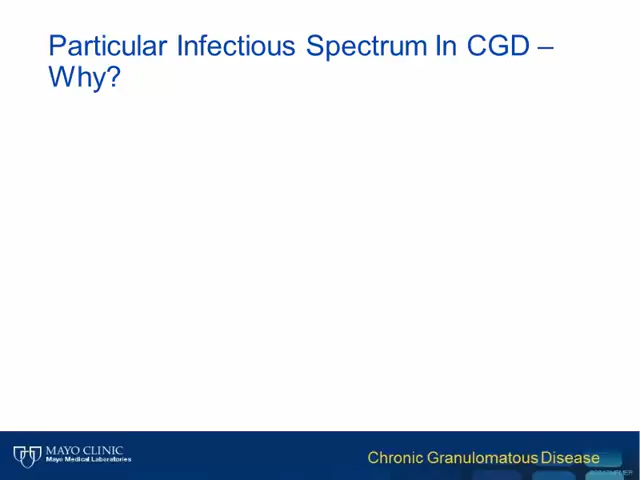 Particular Infectious Spectrum In CGD –
Why?
MAYO CLINIC
Mayo Medical Laboratories
Chronic Granulomatous Disease